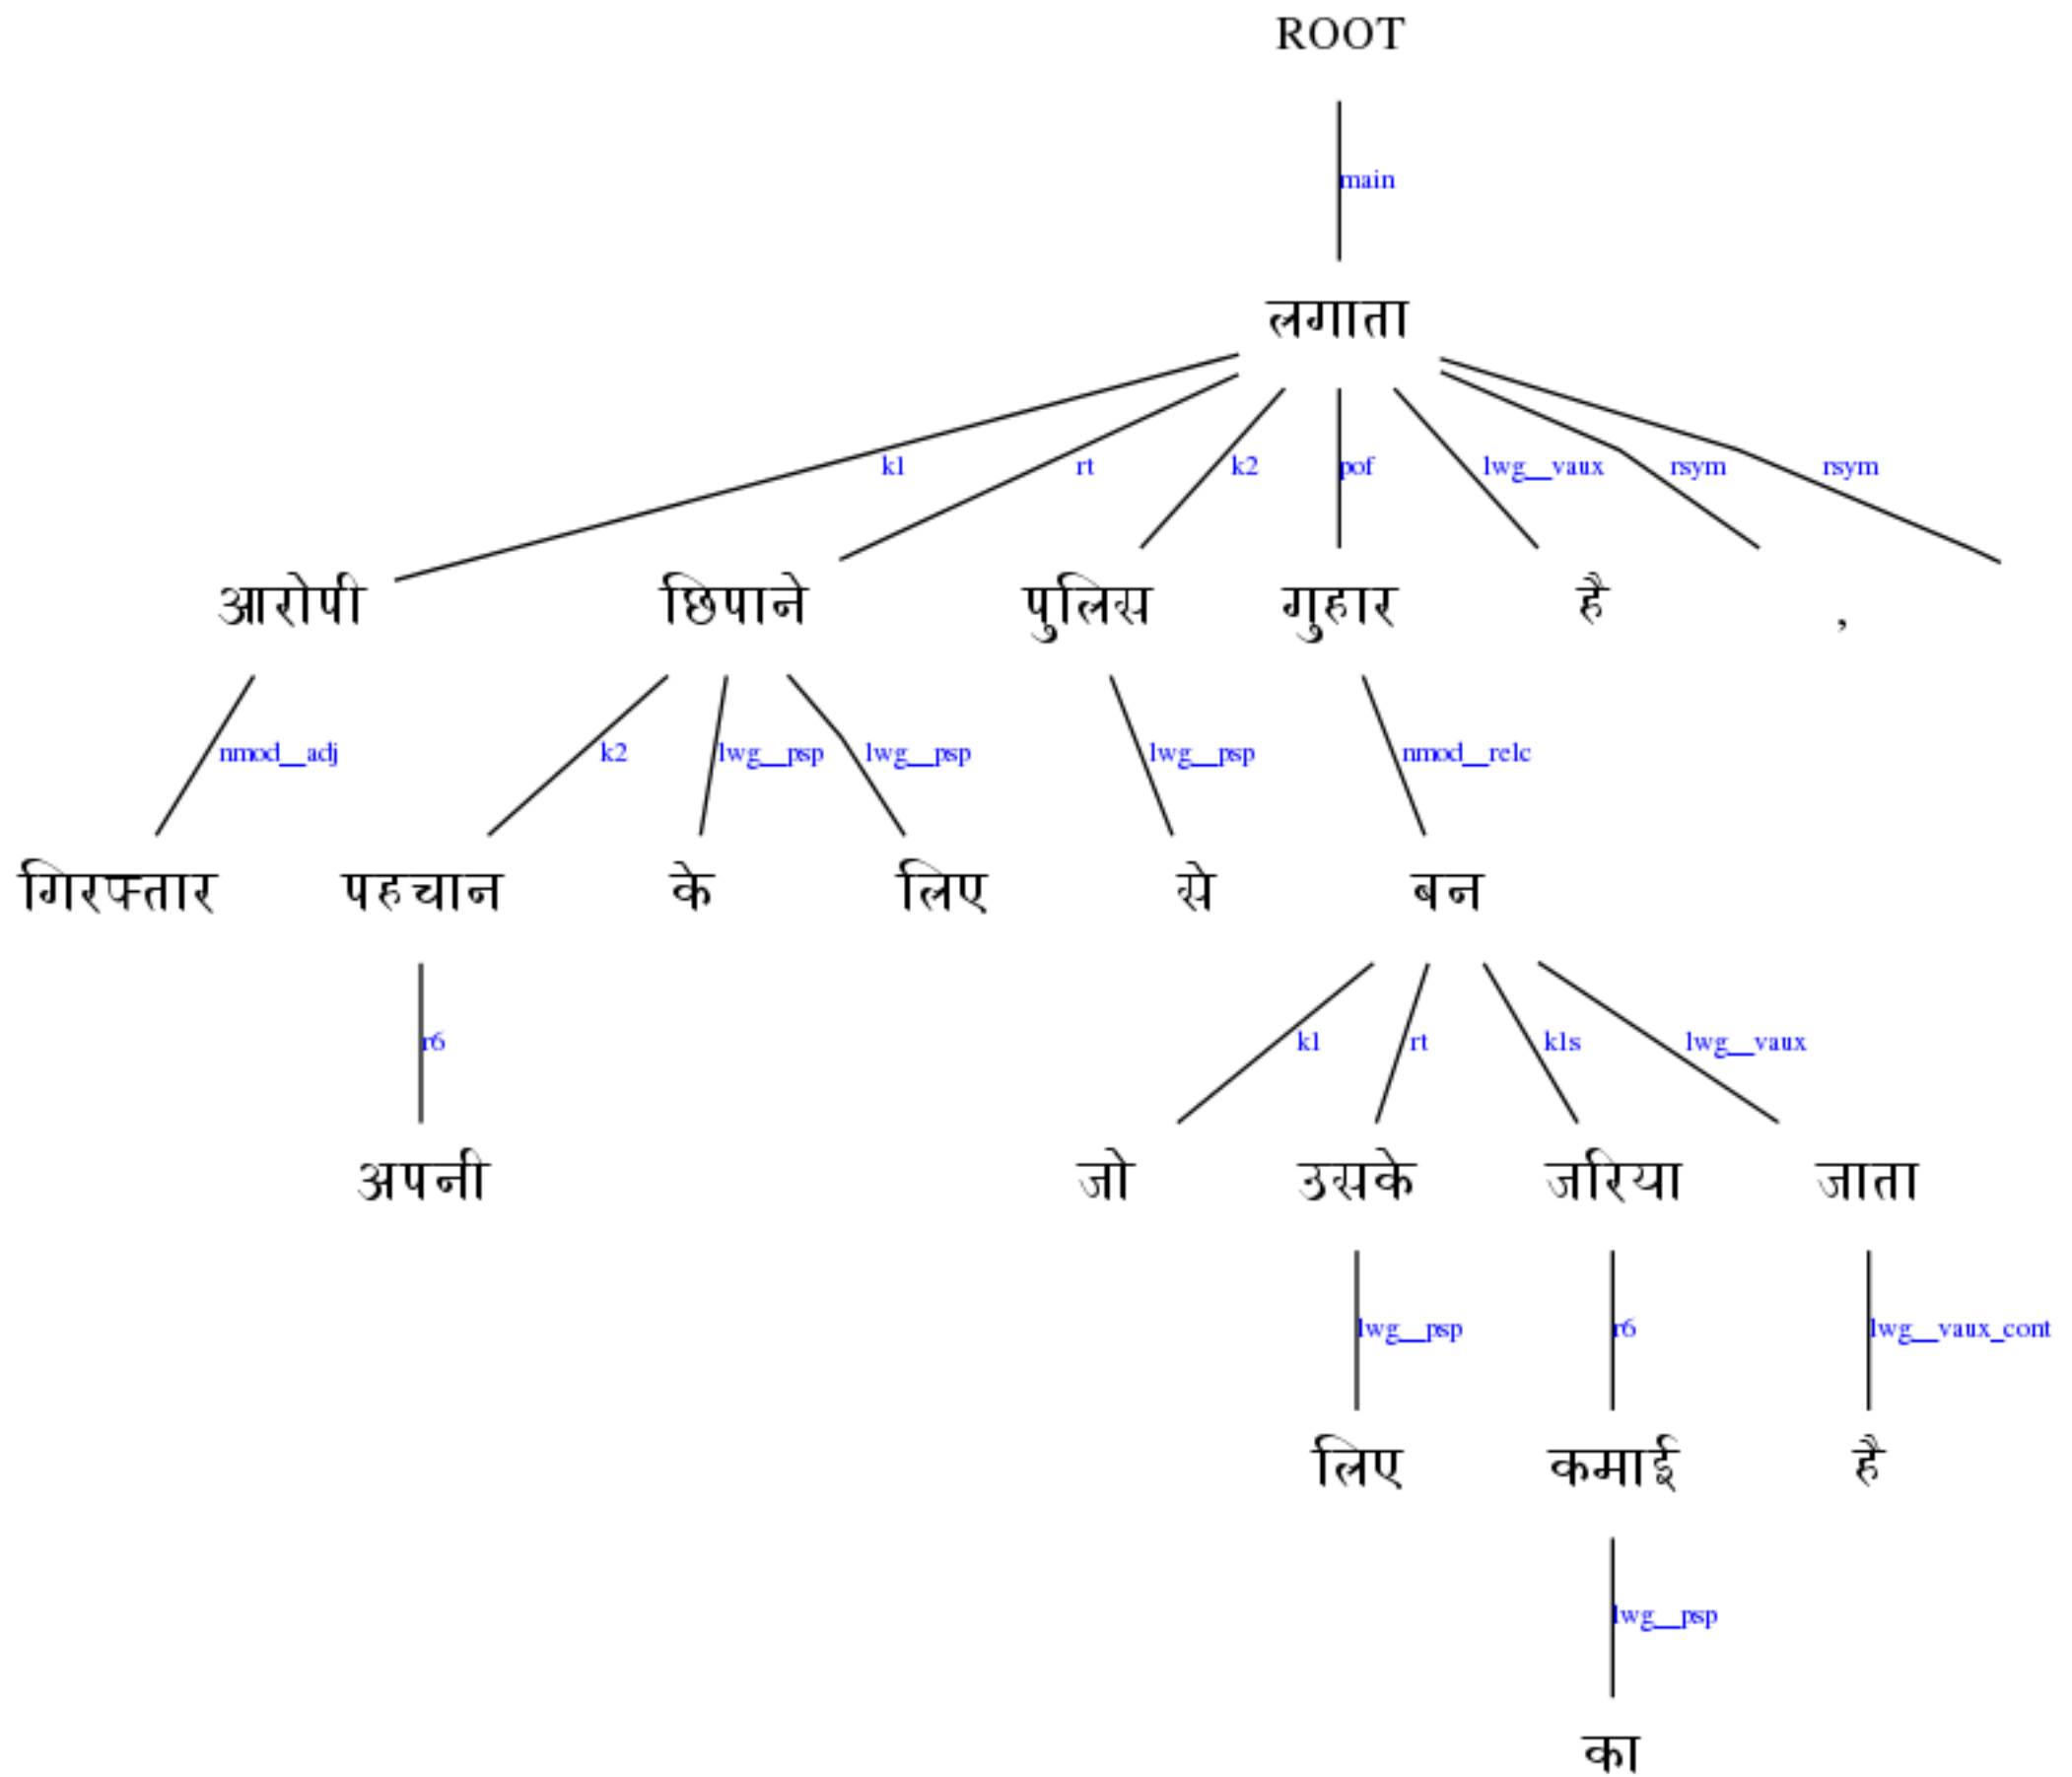 ROOT
main
लगाता
k1 rt k2 pof lwg__vaux rsym rsym
आरोपी छिपाने पुलिस गुहार है ,
nmod__adj k2 lwg__psp lwg__psp lwg__psp nmod__relc
गिरफ्तार पहचान के लिए से बन
r6 k1 rt k1s lwg__vaux
अपनी जो उसके जरिया जाता
lwg__psp r6 lwg__vaux_cont
लिए कमाई है
lwg__psp
का